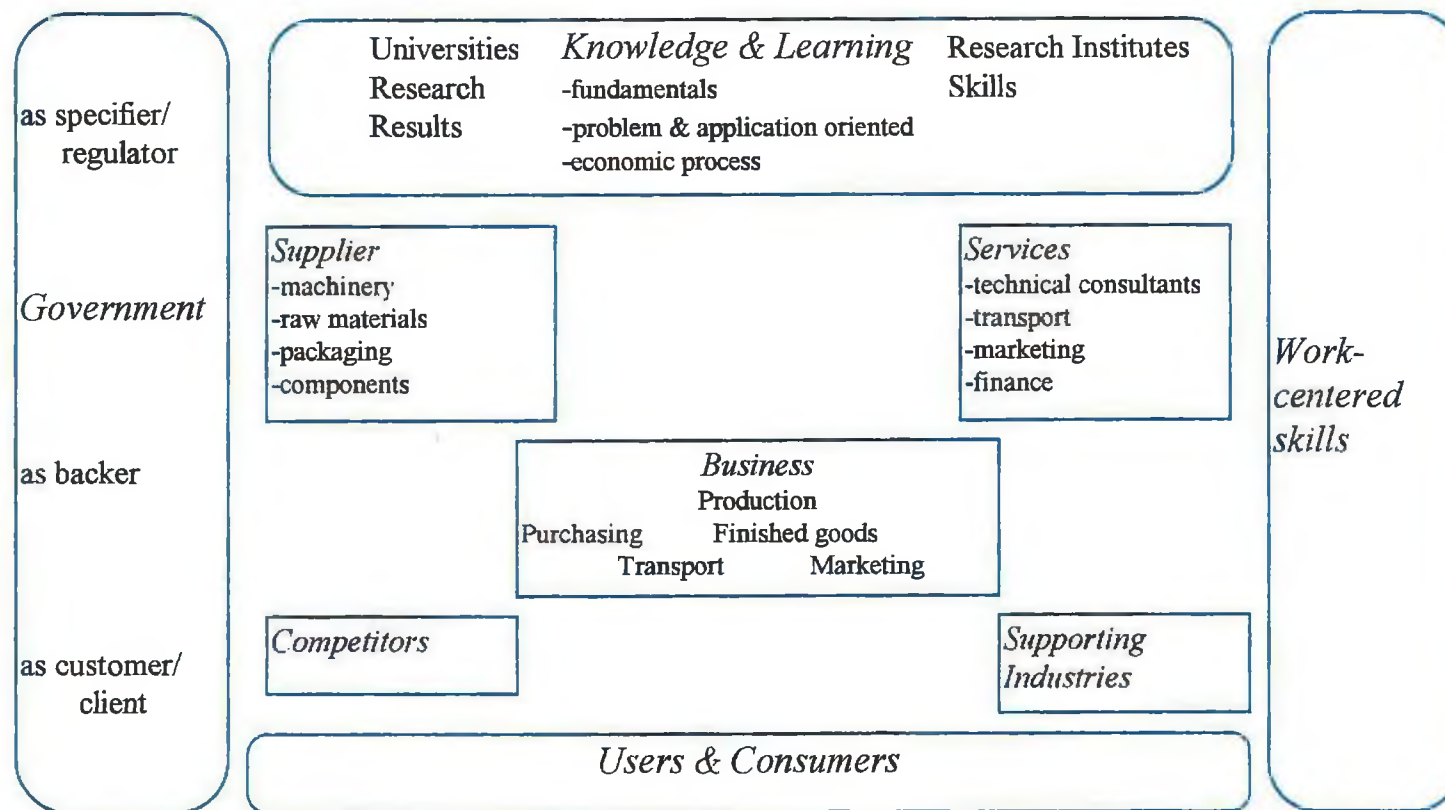 as specifier/
regulator
Government
as backer
as customer/
client
Universities
Research
Results
Knowledge & Learning
-fundamentals
-problem & application oriented
-economic process
Research Institutes
Skills
Supplier
-machinery
-raw materials
-packaging
-components
Services
-technical consultants
-transport
-marketing
-finance
Business
Production
Purchasing Finished goods
Transport Marketing
Competitors
Supporting
Industries
Users & Consumers
Work-
centered
skills